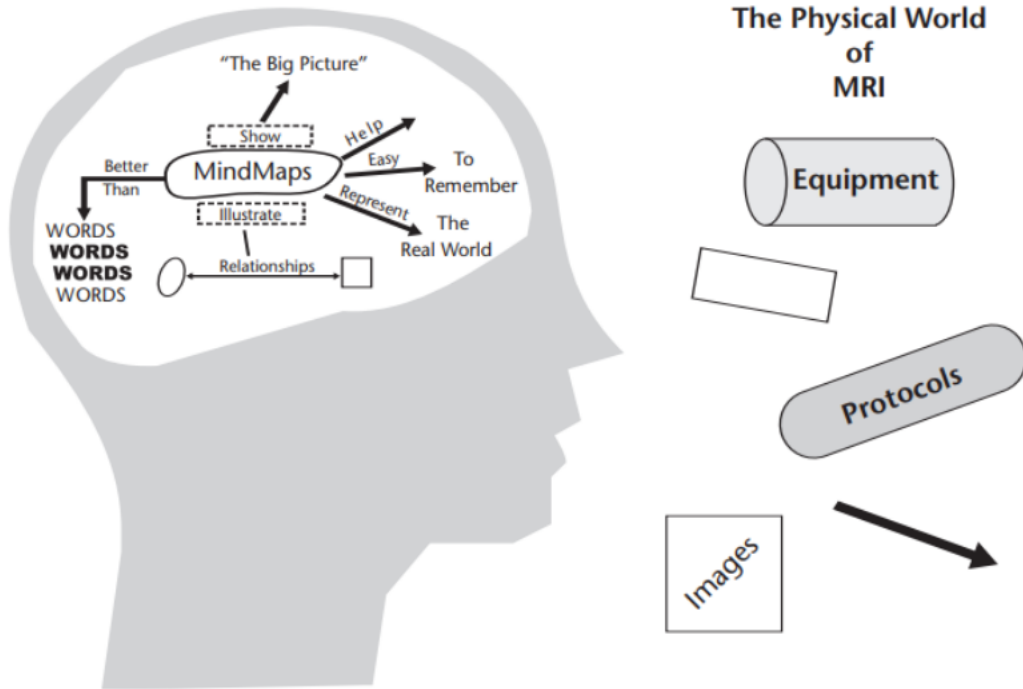 "The Big Picture"
Show
Help
Better
Than
MindMaps
Easy
To
Remember
Represent
The
Real World
Illustrate
Relationships
WORDS
WORDS
WORDS
WORDS
The Physical World
of
MRI
Equipment
Protocols
Images